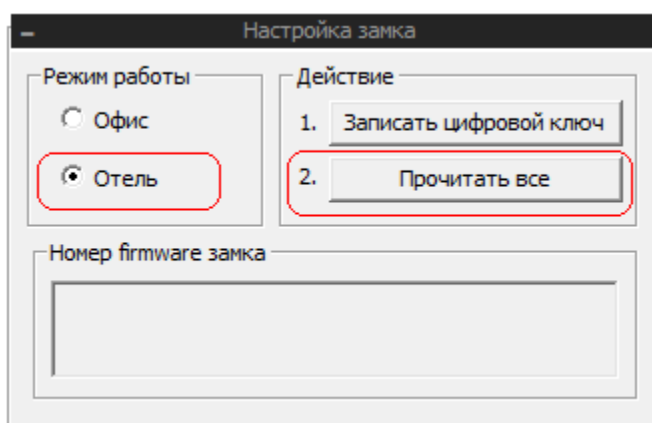 Настройка замка
Режим работы
Офис
Отель
Действие
1. Записать цифровой ключ
2. Прочитать все
Номер firmware замка